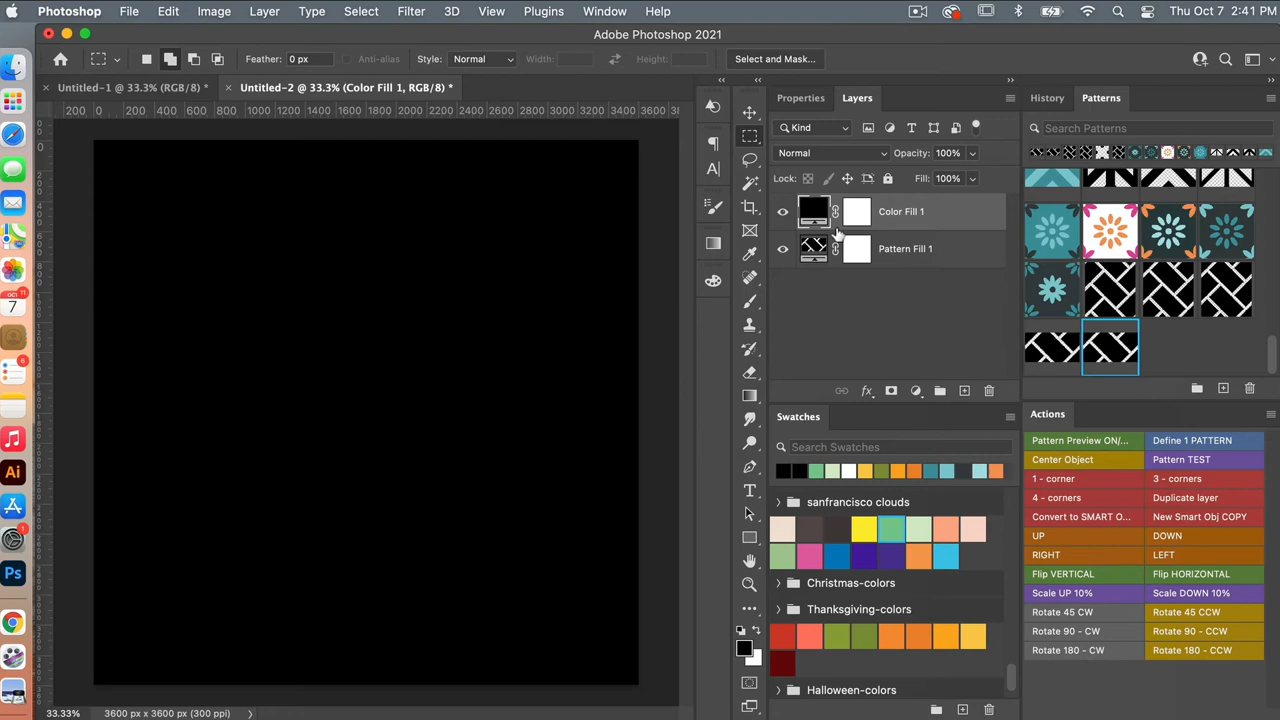 Photoshop File Edit Image Layer Type Select Filter 3D View Plugins Window Help Thu Oct 7 2:41 PM
Adobe Photoshop 2021
Feather: 0 px Anti-alias Style: Normal Width: Height: Select and Mask...
Untitled-1 @ 33.3% (RGB/8) * Untitled-2 @ 33.3% (Color Fill 1, RGB/8) *
200 0 200 400 600 800 1000 1200 1400 1600 1800 2000 2200 2400 2600 2800 3000 3200 3400 3600
Properties Layers
Kind
Normal Opacity: 100%
Lock: Fill: 100%
Color Fill 1
Pattern Fill 1
fx
History Patterns
Search Patterns
Swatches
Search Swatches
sanfrancisco clouds
Christmas-colors
Thanksgiving-colors
Halloween-colors
Actions
Pattern Preview ON/... Define 1 PATTERN
Center Object Pattern TEST
1 - corner 3 - corners
4 - corners Duplicate layer
Convert to SMART O... New Smart Obj COPY
UP DOWN
RIGHT LEFT
Flip VERTICAL Flip HORIZONTAL
Scale UP 10% Scale DOWN 10%
Rotate 45 CW Rotate 45 CCW
Rotate 90 - CW Rotate 90 - CCW
Rotate 180 - CW Rotate 180 - CCW
OCT
7
Ai
Ps
33.33% 3600 px x 3600 px (300 ppi)